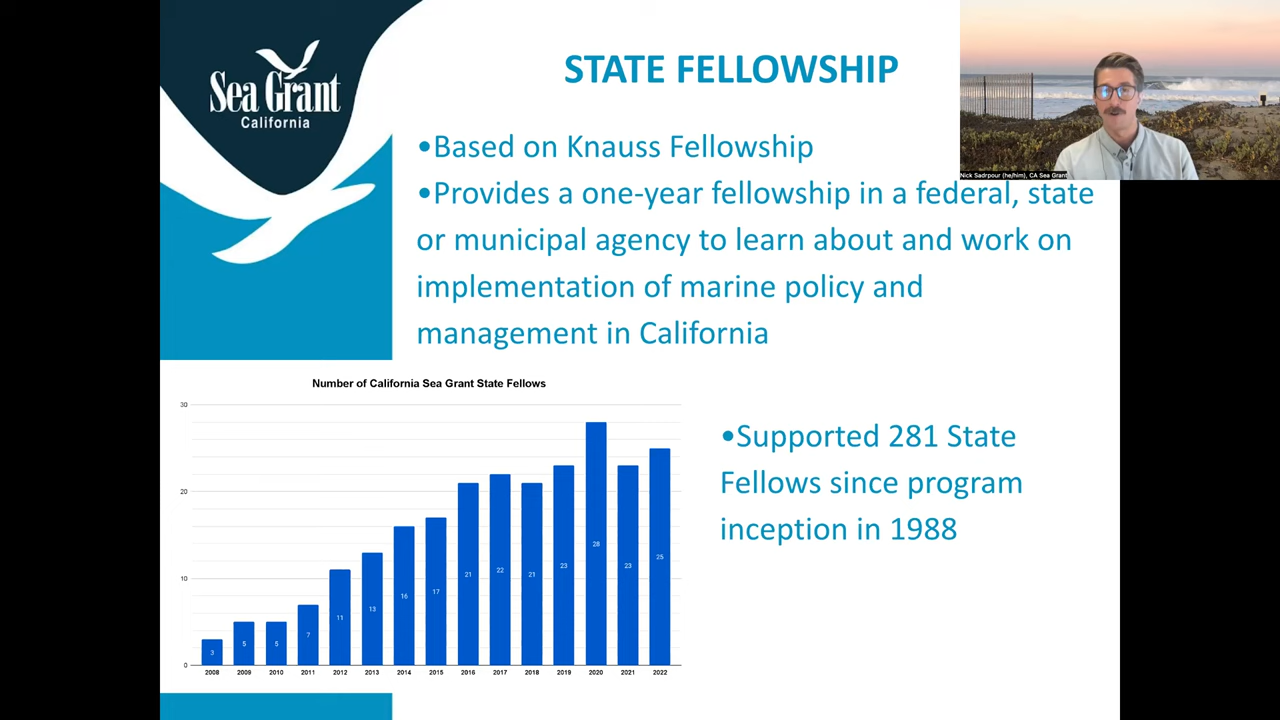 Sea Grant
California
STATE FELLOWSHIP
•Based on Knauss Fellowship
•Provides a one-year fellowship in a federal, state
or municipal agency to learn about and work on
implementation of marine policy and
management in California
Nick Sadrpour (he/him), CA Sea Grant
Number of California Sea Grant State Fellows
30
20
10
0
3
5
5
7
11
13
16
17
21
22
21
23
28
23
25
2008 2009 2010 2011 2012 2013 2014 2015 2016 2017 2018 2019 2020 2021 2022
•Supported 281 State
Fellows since program
inception in 1988